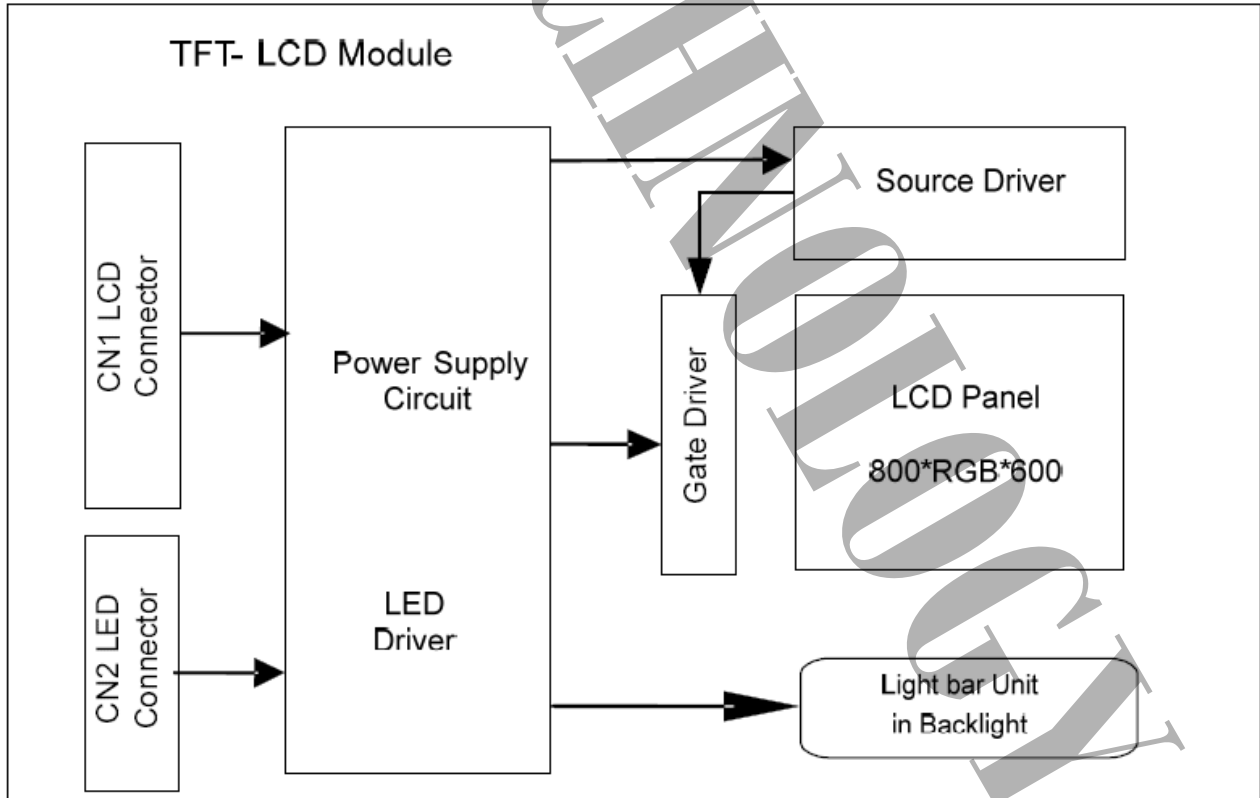 TFT- LCD Module
CN1 LCD
Connector
Power Supply
Circuit
Source Driver
Gate Driver
LCD Panel
800*RGB*600
CN2 LED
Connector
LED
Driver
Light bar Unit
in Backlight